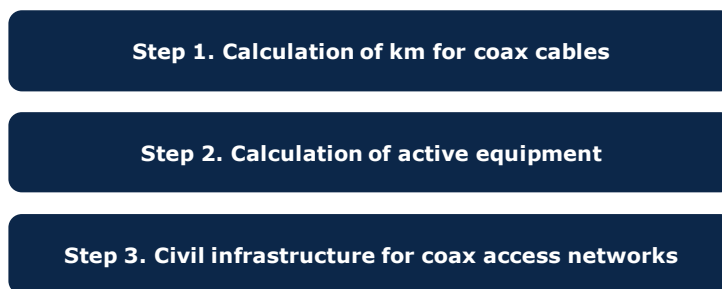 Step 1. Calculation of km for coax cables
Step 2. Calculation of active equipment
Step 3. Civil infrastructure for coax access networks